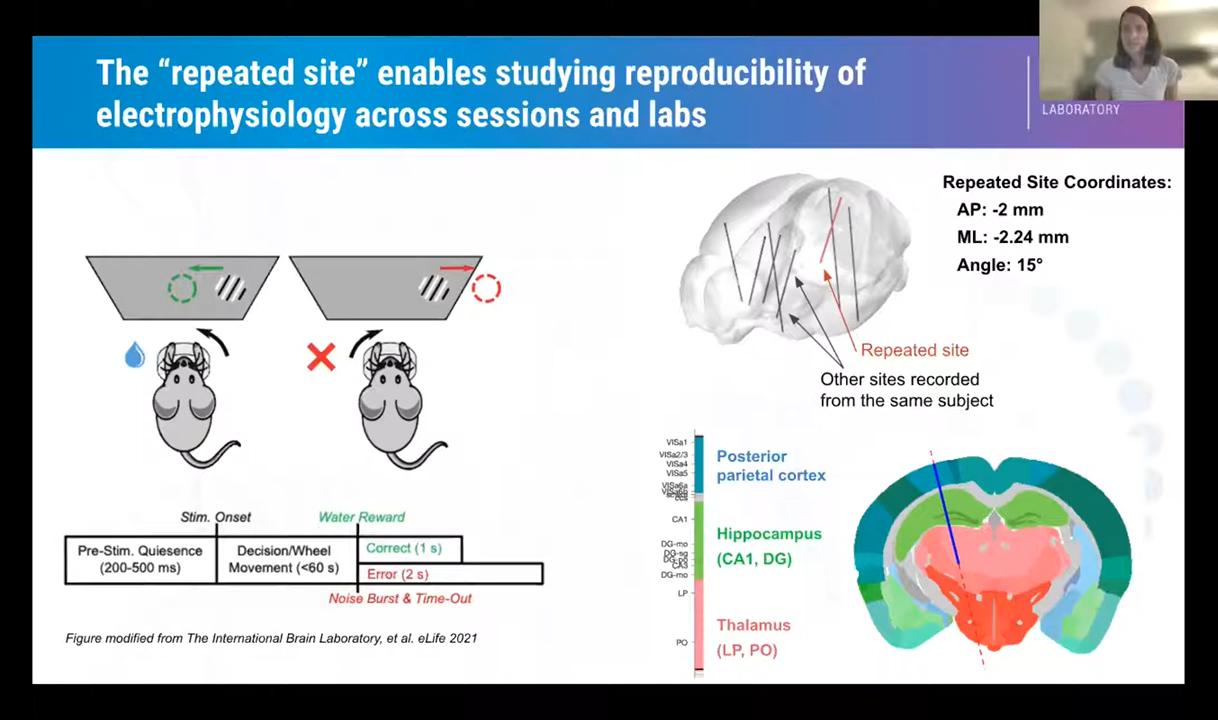 The “repeated site” enables studying reproducibility of
electrophysiology across sessions and labs
LABORATORY
Repeated Site Coordinates:
AP: -2 mm
ML: -2.24 mm
Angle: 15°
Repeated site
Other sites recorded
from the same subject
Stim. Onset
Water Reward
Pre-Stim. Quiesence
(200-500 ms)
Decision/Wheel
Movement (<60 s)
Correct (1 s)
Error (2 s)
Noise Burst & Time-Out
Figure modified from The International Brain Laboratory, et al. eLife 2021
VISa1
VISa2/3
VISa4
VISa5
VISa6a
CA1
DG-mo
DG-sg
CA3
DG-mo
LP
PO
Posterior
parietal cortex
Hippocampus
(CA1, DG)
Thalamus
(LP, PO)